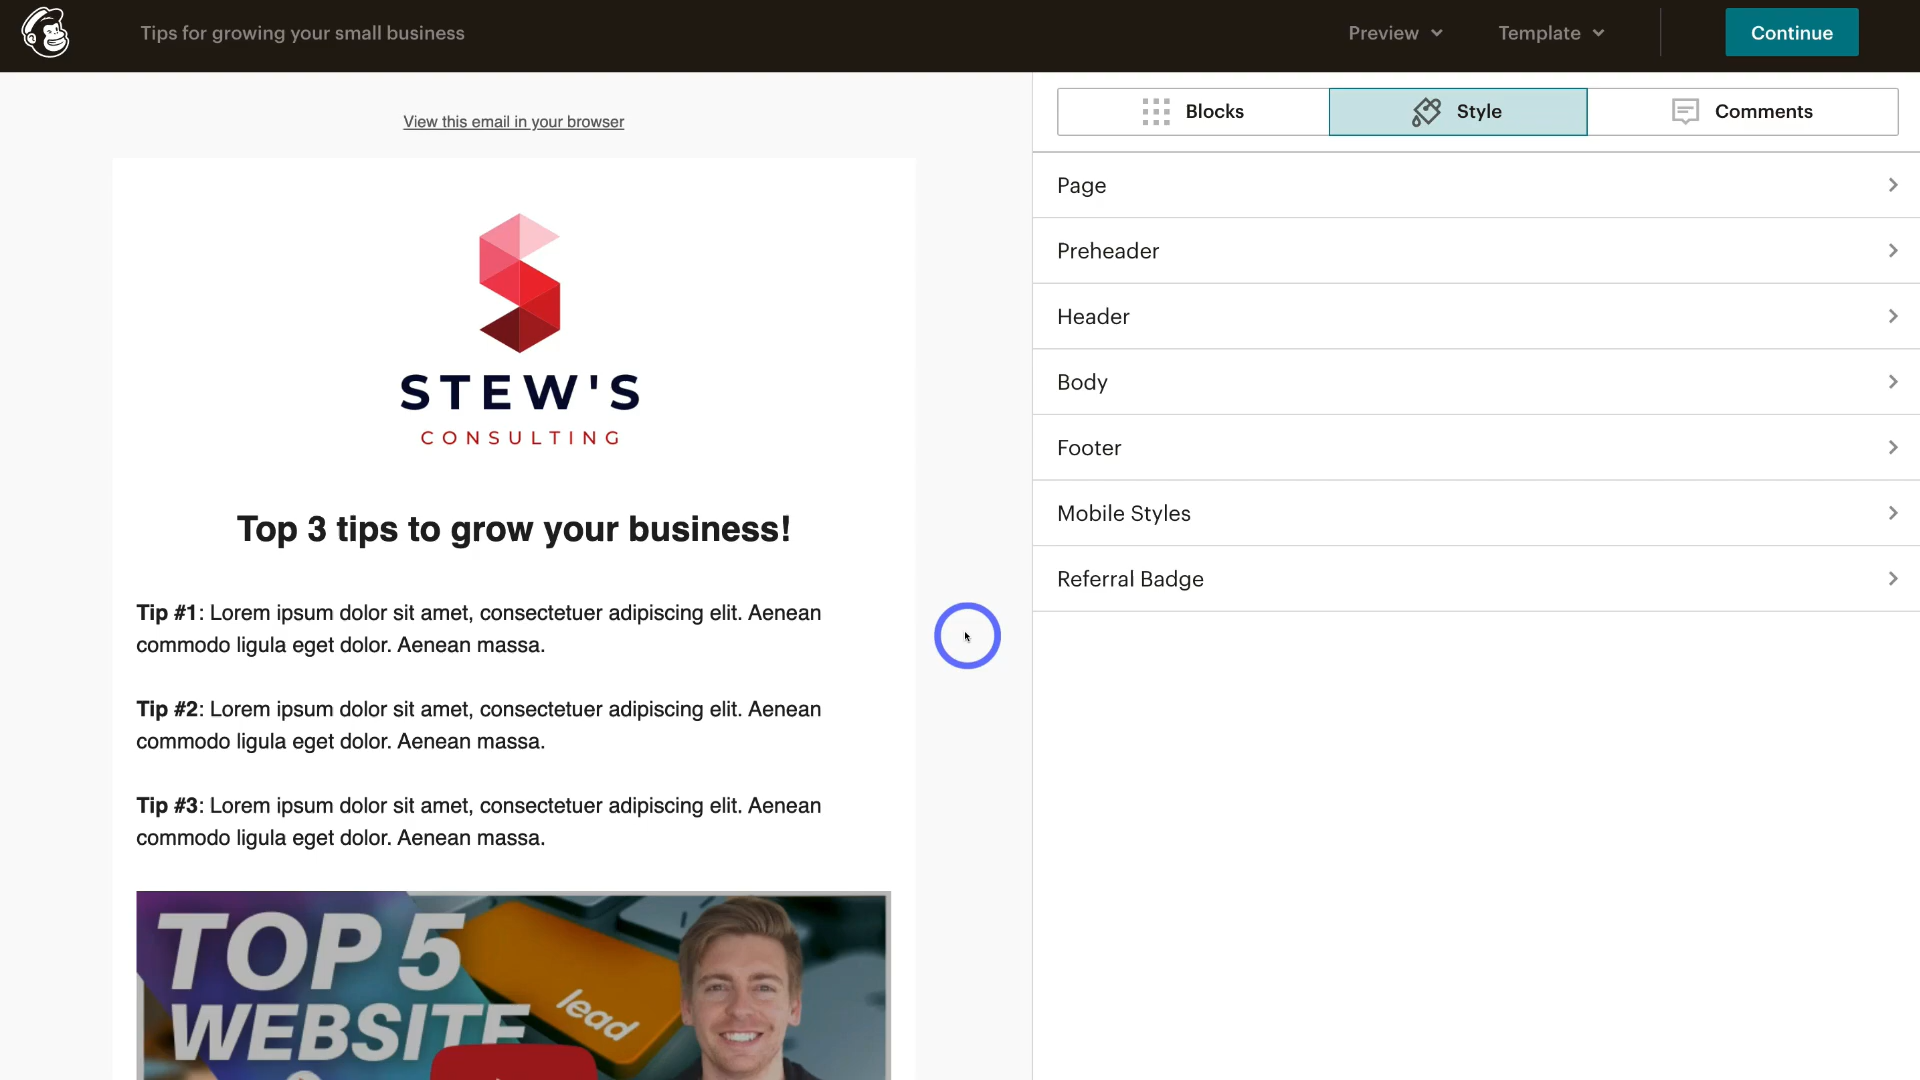 Tips for growing your small business
Preview
Template
Continue
View this email in your browser
Blocks
Style
Comments
Page
Preheader
Header
Body
Footer
Mobile Styles
Referral Badge
STEW'S
CONSULTING
Top 3 tips to grow your business!
Tip #1: Lorem ipsum dolor sit amet, consectetuer adipiscing elit. Aenean
commodo ligula eget dolor. Aenean massa.
Tip #2: Lorem ipsum dolor sit amet, consectetuer adipiscing elit. Aenean
commodo ligula eget dolor. Aenean massa.
Tip #3: Lorem ipsum dolor sit amet, consectetuer adipiscing elit. Aenean
commodo ligula eget dolor. Aenean massa.
TOP 5
WEBSITE
lead